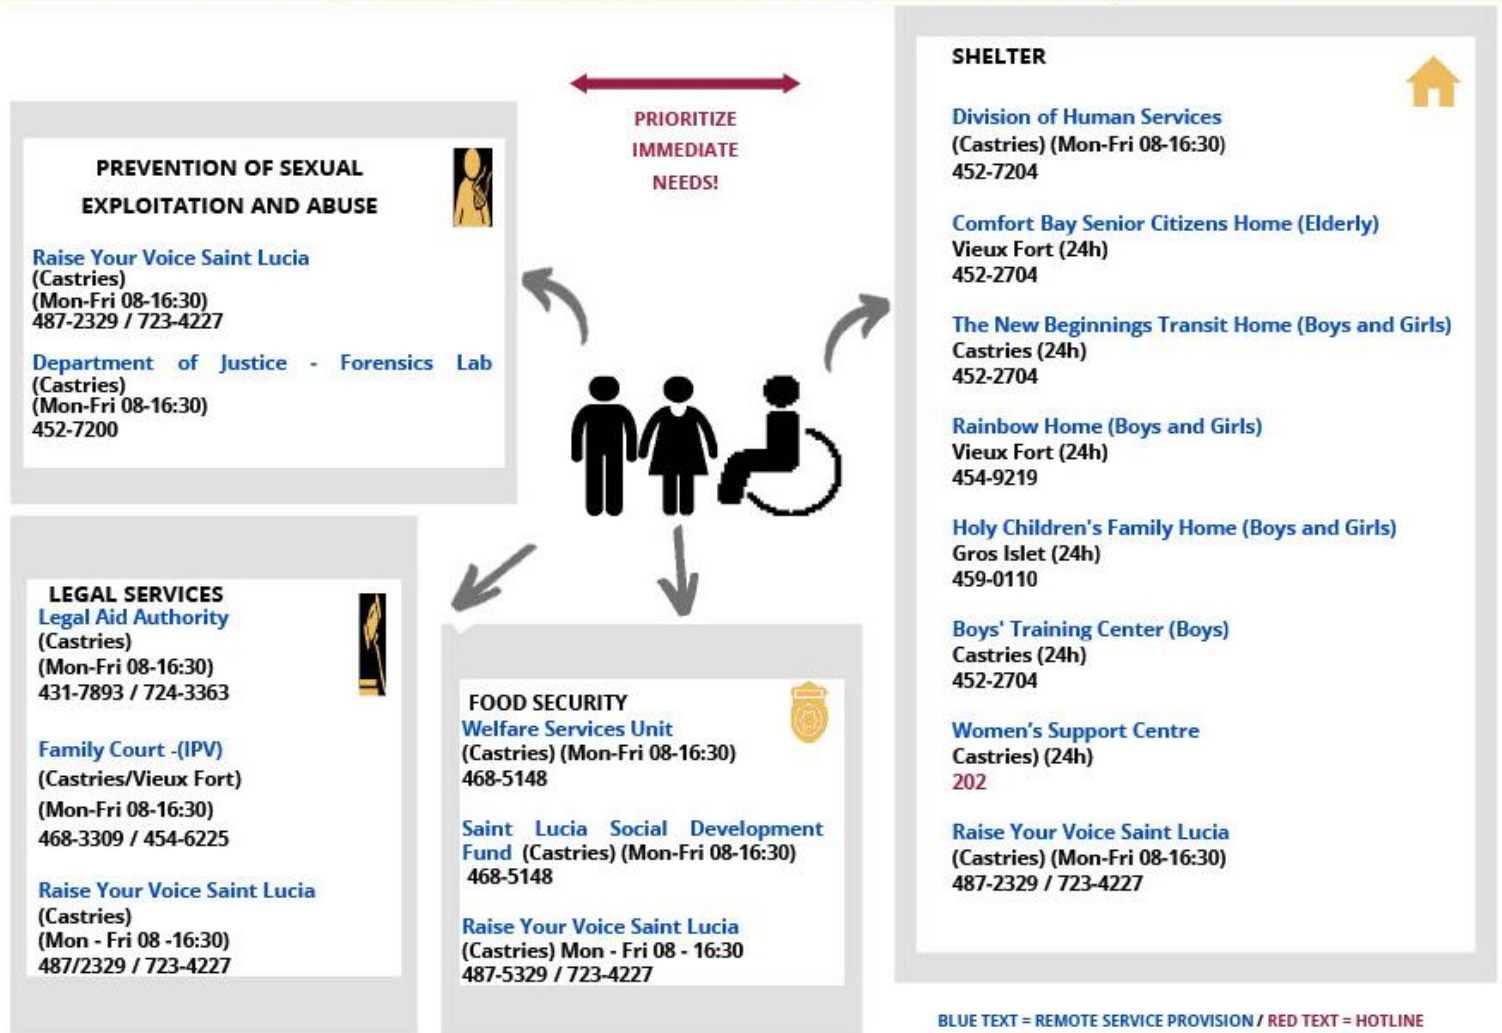 PRIORITIZE
IMMEDIATE
NEEDS!
PREVENTION OF SEXUAL
EXPLOITATION AND ABUSE
Raise Your Voice Saint Lucia
(Castries)
(Mon-Fri 08-16:30)
487-2329 / 723-4227
Department of Justice - Forensics Lab
(Castries)
(Mon-Fri 08-16:30)
452-7200
LEGAL SERVICES
Legal Aid Authority
(Castries)
(Mon-Fri 08-16:30)
431-7893 / 724-3363
Family Court -(IPV)
(Castries/Vieux Fort)
(Mon-Fri 08-16:30)
468-3309 / 454-6225
Raise Your Voice Saint Lucia
(Castries)
(Mon - Fri 08 -16:30)
487/2329 / 723-4227
FOOD SECURITY
Welfare Services Unit
(Castries) (Mon-Fri 08-16:30)
468-5148
Saint Lucia Social Development
Fund (Castries) (Mon-Fri 08-16:30)
468-5148
Raise Your Voice Saint Lucia
(Castries) Mon - Fri 08 - 16:30
487-5329 / 723-4227
SHELTER
Division of Human Services
(Castries) (Mon-Fri 08-16:30)
452-7204
Comfort Bay Senior Citizens Home (Elderly)
Vieux Fort (24h)
452-2704
The New Beginnings Transit Home (Boys and Girls)
Castries (24h)
452-2704
Rainbow Home (Boys and Girls)
Vieux Fort (24h)
454-9219
Holy Children's Family Home (Boys and Girls)
Gros Islet (24h)
459-0110
Boys' Training Center (Boys)
Castries (24h)
452-2704
Women's Support Centre
Castries) (24h)
202
Raise Your Voice Saint Lucia
(Castries) (Mon-Fri 08-16:30)
487-2329 / 723-4227
BLUE TEXT = REMOTE SERVICE PROVISION / RED TEXT = HOTLINE